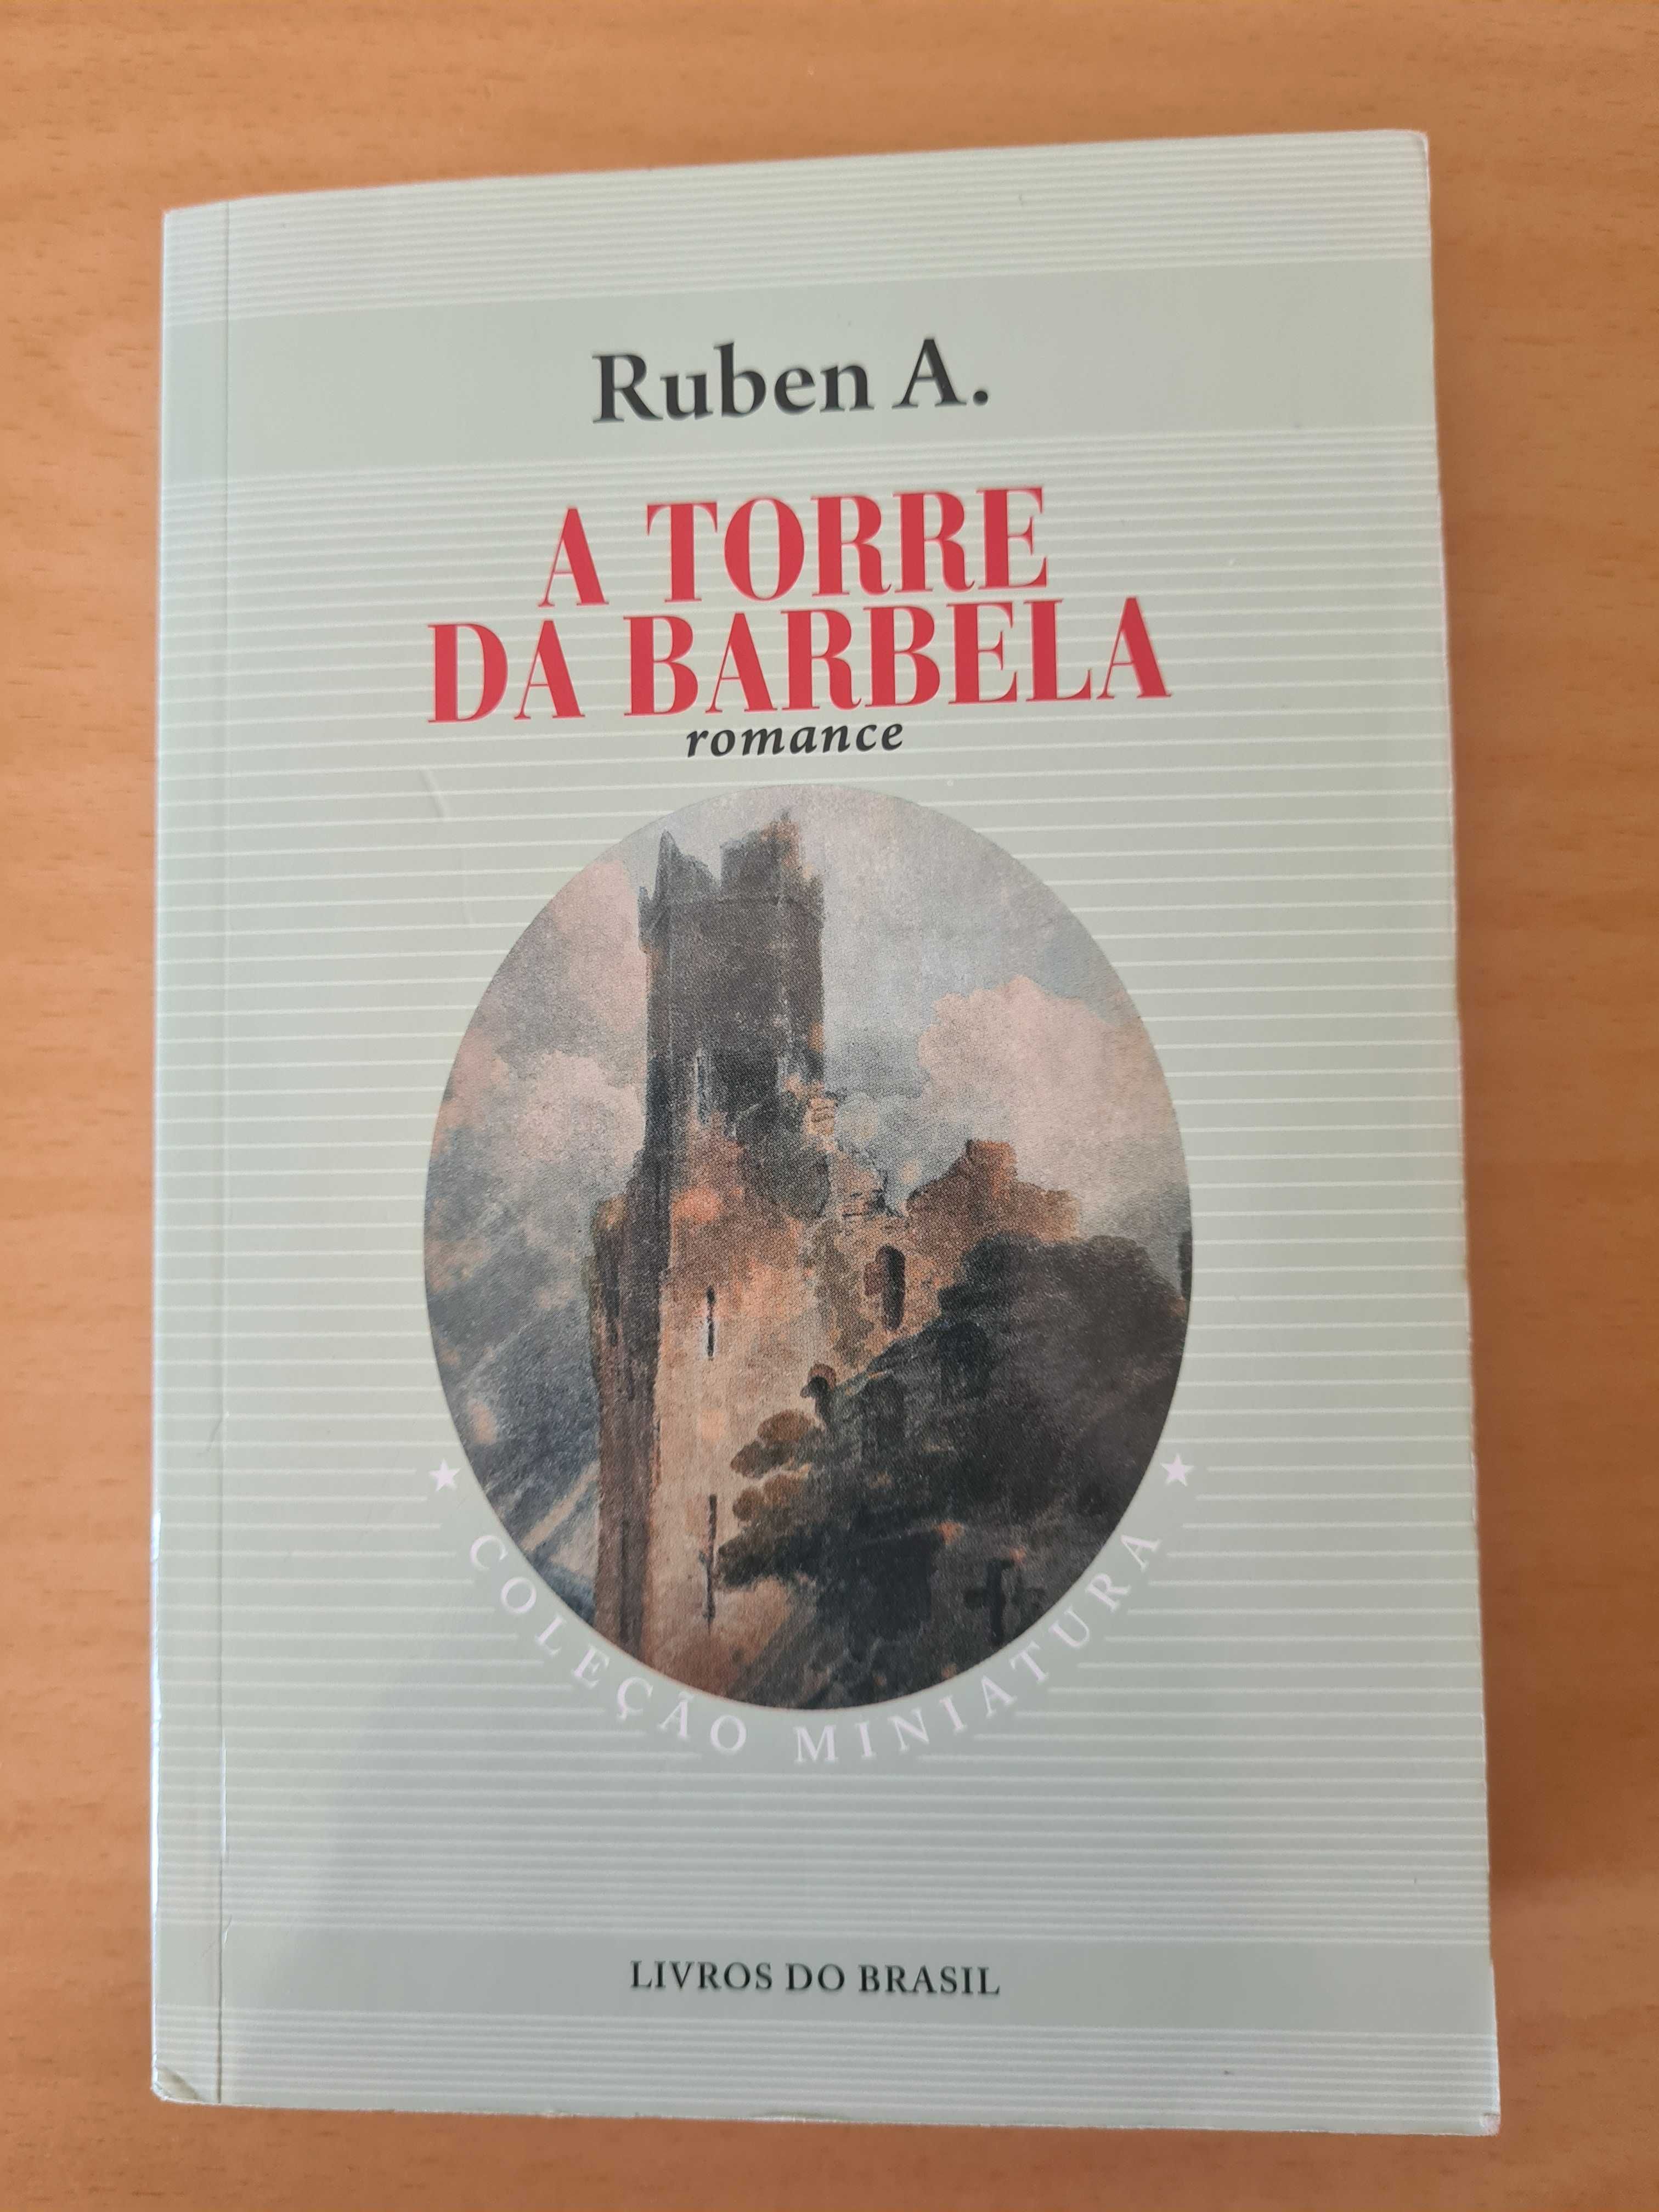 Ruben A.
A TORRE
DA BARBELA
romance
COLEÇÃO MINIATURA
LIVROS DO BRASIL